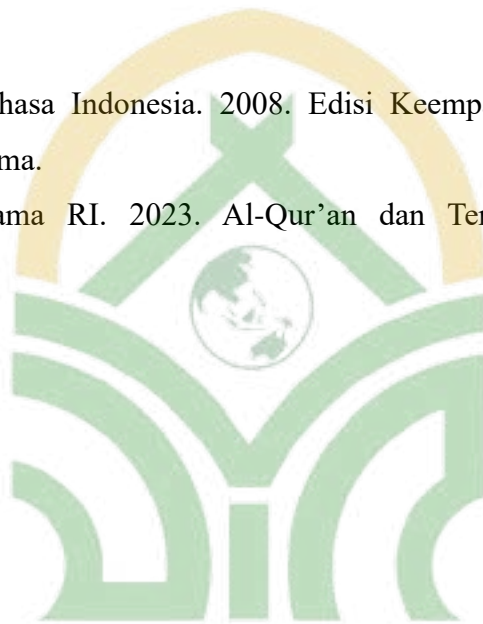 hasa Indonesia. 2008. Edisi Keemp
ma.
ama RI. 2023. Al-Qur’an dan Ter